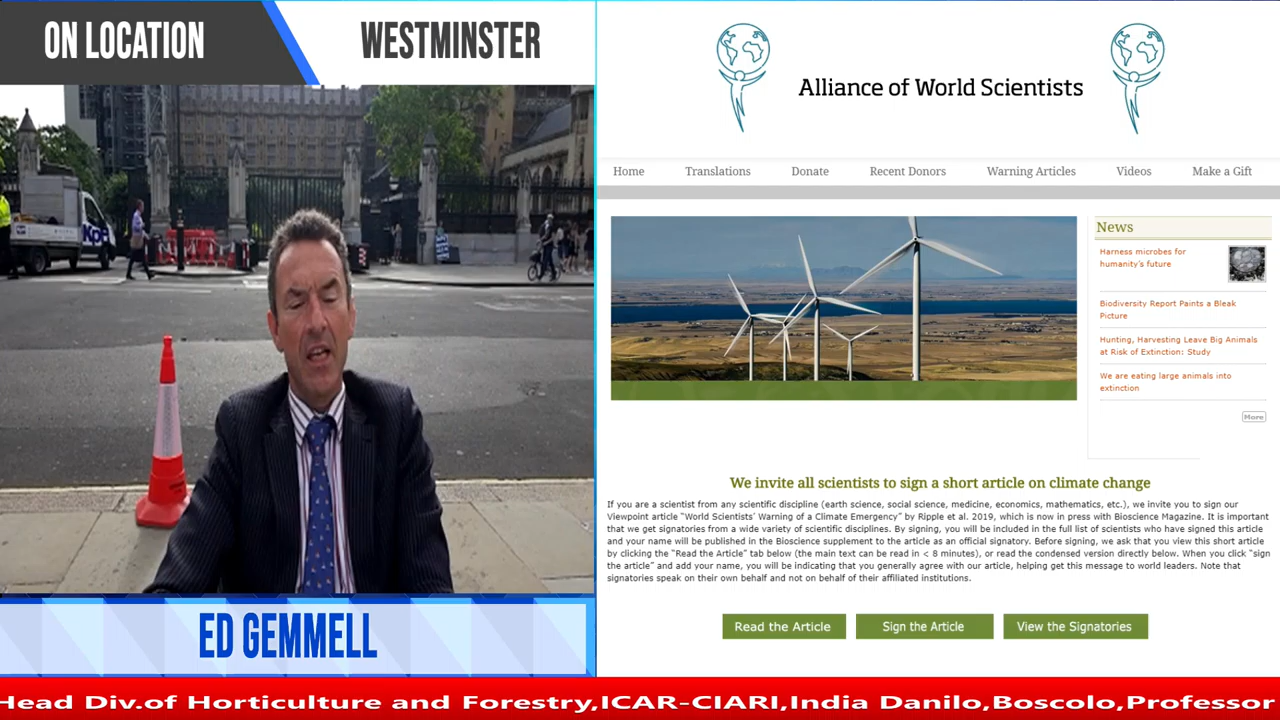 ON LOCATION
WESTMINSTER
ED GEMMELL
Alliance of World Scientists
Home Translations Donate Recent Donors Warning Articles Videos Make a Gift
News
Harness microbes for
humanity's future
Biodiversity Report Paints a Bleak
Picture
Hunting, Harvesting Leave Big Animals
at Risk of Extinction: Study
We are eating large animals into
extinction
More
We invite all scientists to sign a short article on climate change
If you are a scientist from any scientific discipline (earth science, social science, medicine, economics, mathematics, etc.), we invite you to sign our
Viewpoint article "World Scientists' Warning of a Climate Emergency" by Ripple et al. 2019, which is now in press with Bioscience Magazine. It is important
that we get signatories from a wide variety of scientific disciplines. By signing, you will be included in the full list of scientists who have signed this article
and your name will be published in the Bioscience supplement to the article as an official signatory. Before signing, we ask that you view this short article
by clicking the "Read the Article" tab below (the main text can be read in < 8 minutes), or read the condensed version directly below. When you click "sign
the article" and add your name, you will be indicating that you generally agree with our article, helping get this message to world leaders. Note that
signatories speak on their own behalf and not on behalf of their affiliated institutions.
Read the Article Sign the Article View the Signatories
Head Div.of Horticulture and Forestry,ICAR-CIARI,India Danilo,Boscolo,Professor